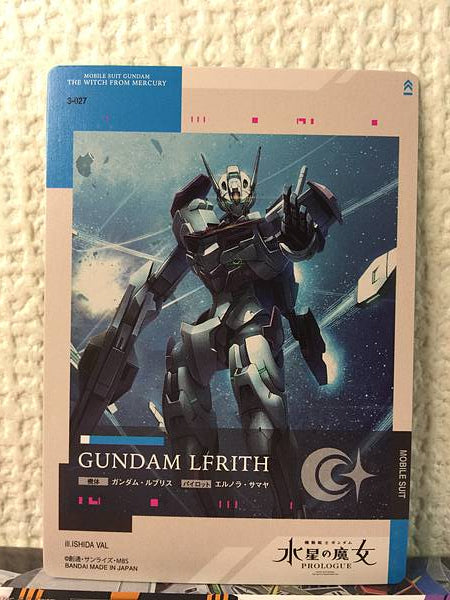 MOBILE SUIT GUNDAM
THE WITCH FROM MERCURY
3-027
GUNDAM LFRITH
機体 ガンダム・ルブリス パイロット エルノラ・サマヤ
MOBILE SUIT
ill.ISHIDA VAL
©創通・サンライズ・MBS
BANDAI MADE IN JAPAN
機動戦士ガンダム
水星の魔女
PROLOGUE